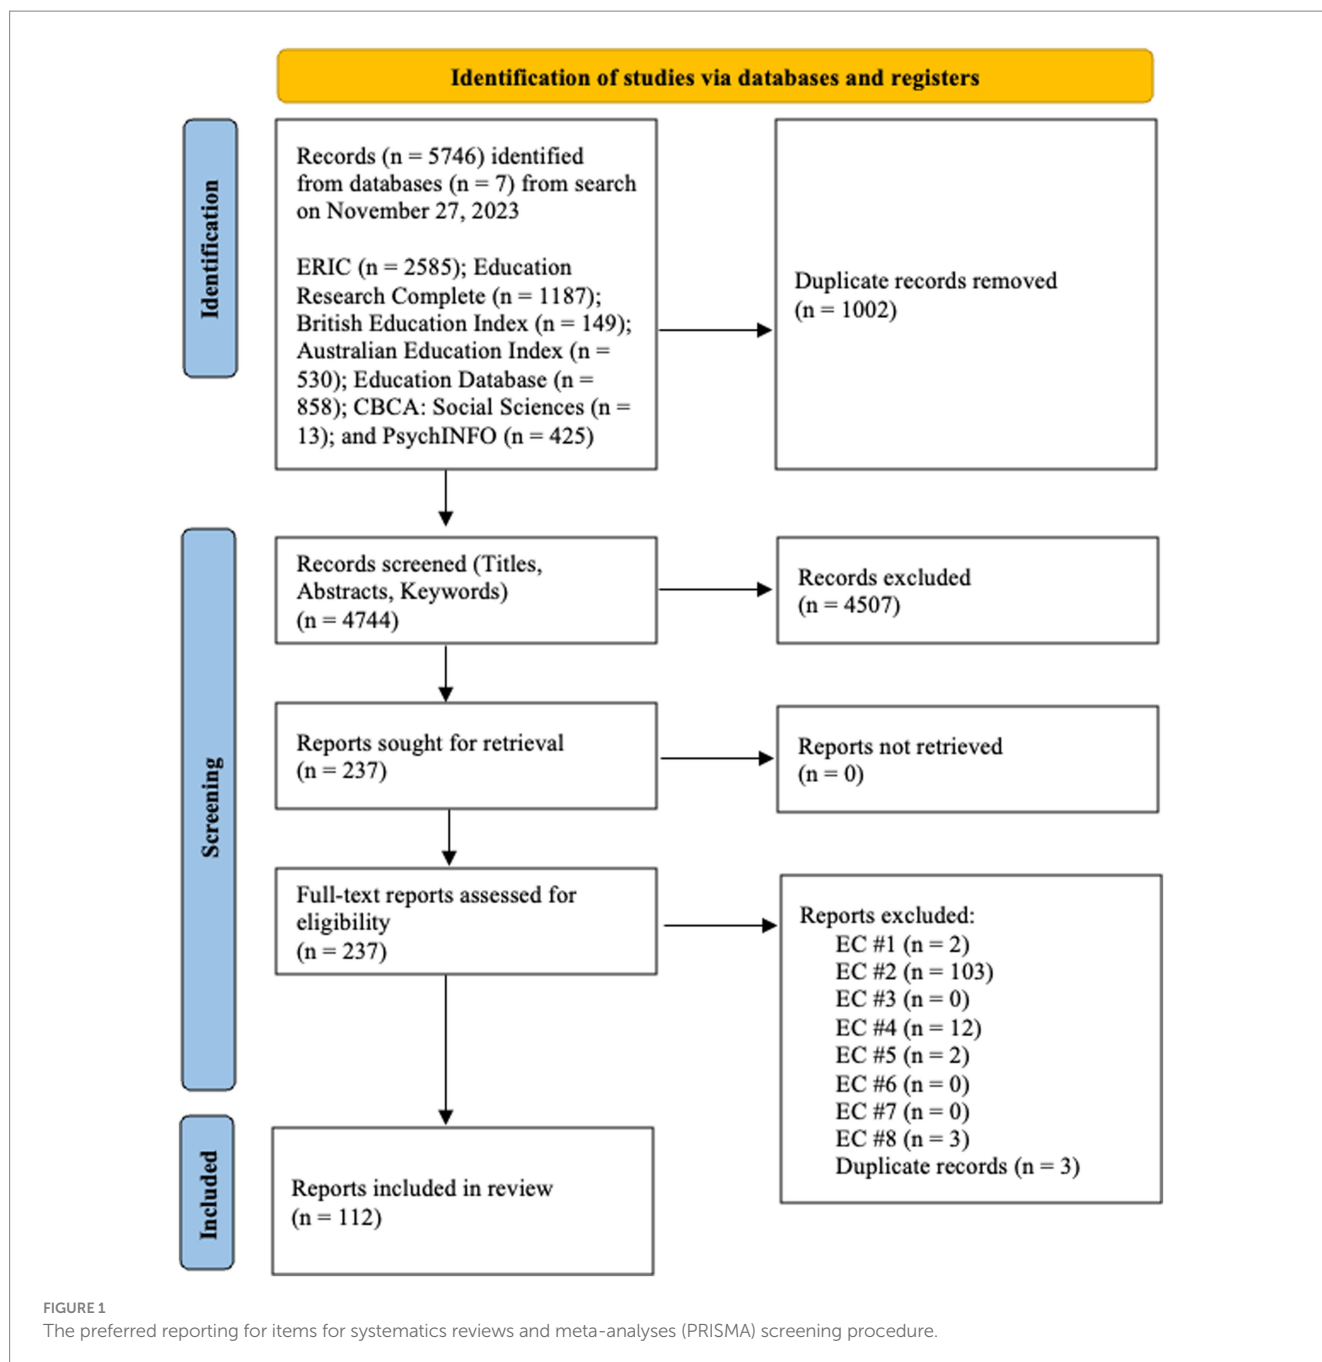 Identification of studies via databases and registers
Identification
Records (n = 5746) identified
from databases (n = 7) from search
on November 27, 2023
ERIC (n = 2585); Education
Research Complete (n = 1187);
British Education Index (n = 149);
Australian Education Index (n =
530); Education Database (n =
858); CBCA: Social Sciences (n =
13); and PsychINFO (n = 425)
Duplicate records removed
(n = 1002)
Screening
Records screened (Titles,
Abstracts, Keywords)
(n = 4744)
Records excluded
(n = 4507)
Reports sought for retrieval
(n = 237)
Reports not retrieved
(n = 0)
Full-text reports assessed for
eligibility
(n = 237)
Reports excluded:
EC #1 (n = 2)
EC #2 (n = 103)
EC #3 (n = 0)
EC #4 (n = 12)
EC #5 (n = 2)
EC #6 (n = 0)
EC #7 (n = 0)
EC #8 (n = 3)
Duplicate records (n = 3)
Included
Reports included in review
(n = 112)
FIGURE 1
The preferred reporting for items for systematics reviews and meta-analyses (PRISMA) screening procedure.